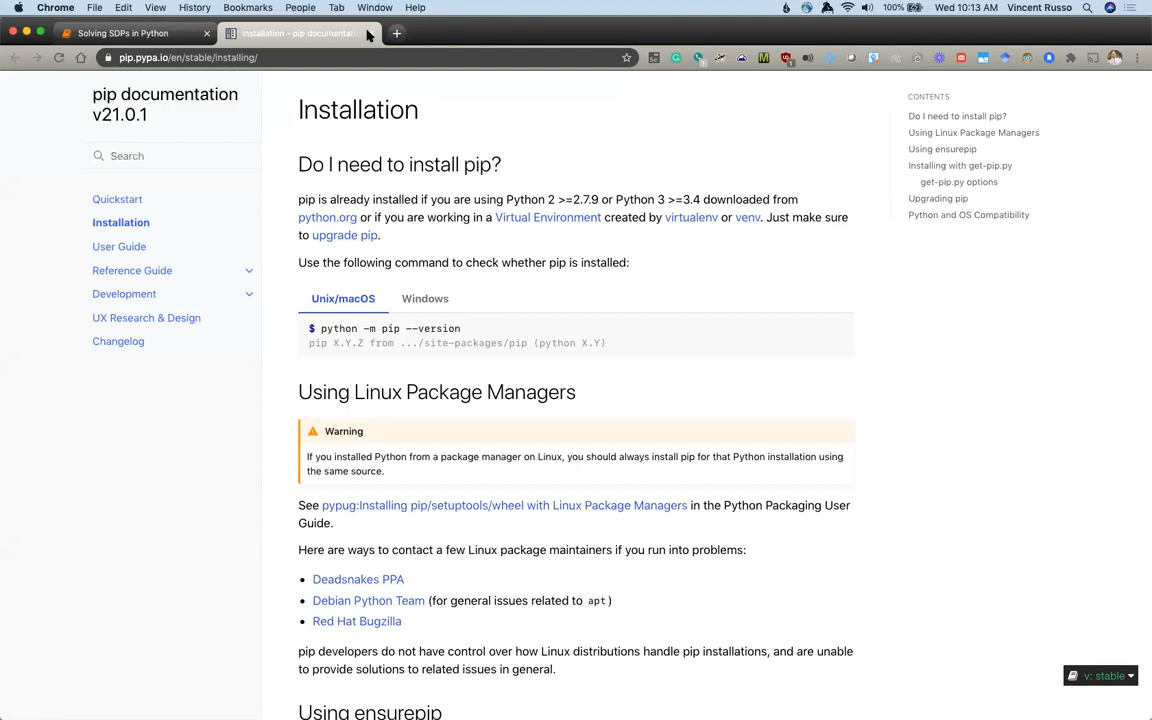 Chrome File Edit View History Bookmarks People Tab Window Help 100% Wed 10:13 AM Vincent Russo
Solving SDPs in Python
Installation - pip documentati
pip.pypa.io/en/stable/installing/
pip documentation
v21.0.1
Search
Quickstart
Installation
User Guide
Reference Guide
Development
UX Research & Design
Changelog
Installation
Do I need to install pip?
pip is already installed if you are using Python 2 >=2.7.9 or Python 3 >=3.4 downloaded from
python.org or if you are working in a Virtual Environment created by virtualenv or venv. Just make sure
to upgrade pip.
Use the following command to check whether pip is installed:
Unix/macOS Windows
$ python -m pip --version
pip X.Y.Z from .../site-packages/pip (python X.Y)
Using Linux Package Managers
Warning
If you installed Python from a package manager on Linux, you should always install pip for that Python installation using
the same source.
See pypug:Installing pip/setuptools/wheel with Linux Package Managers in the Python Packaging User
Guide.
Here are ways to contact a few Linux package maintainers if you run into problems:
• Deadsnakes PPA
• Debian Python Team (for general issues related to apt)
• Red Hat Bugzilla
pip developers do not have control over how Linux distributions handle pip installations, and are unable
to provide solutions to related issues in general.
Using ensurepip
CONTENTS
Do I need to install pip?
Using Linux Package Managers
Using ensurepip
Installing with get-pip.py
get-pip.py options
Upgrading pip
Python and OS Compatibility
v: stable